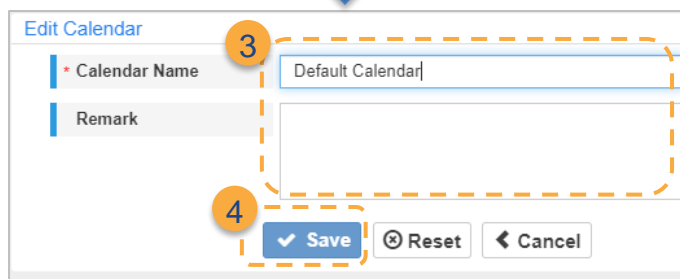 Edit Calendar
3
* Calendar Name
Default Calendar
Remark
4
Save
Reset
Cancel